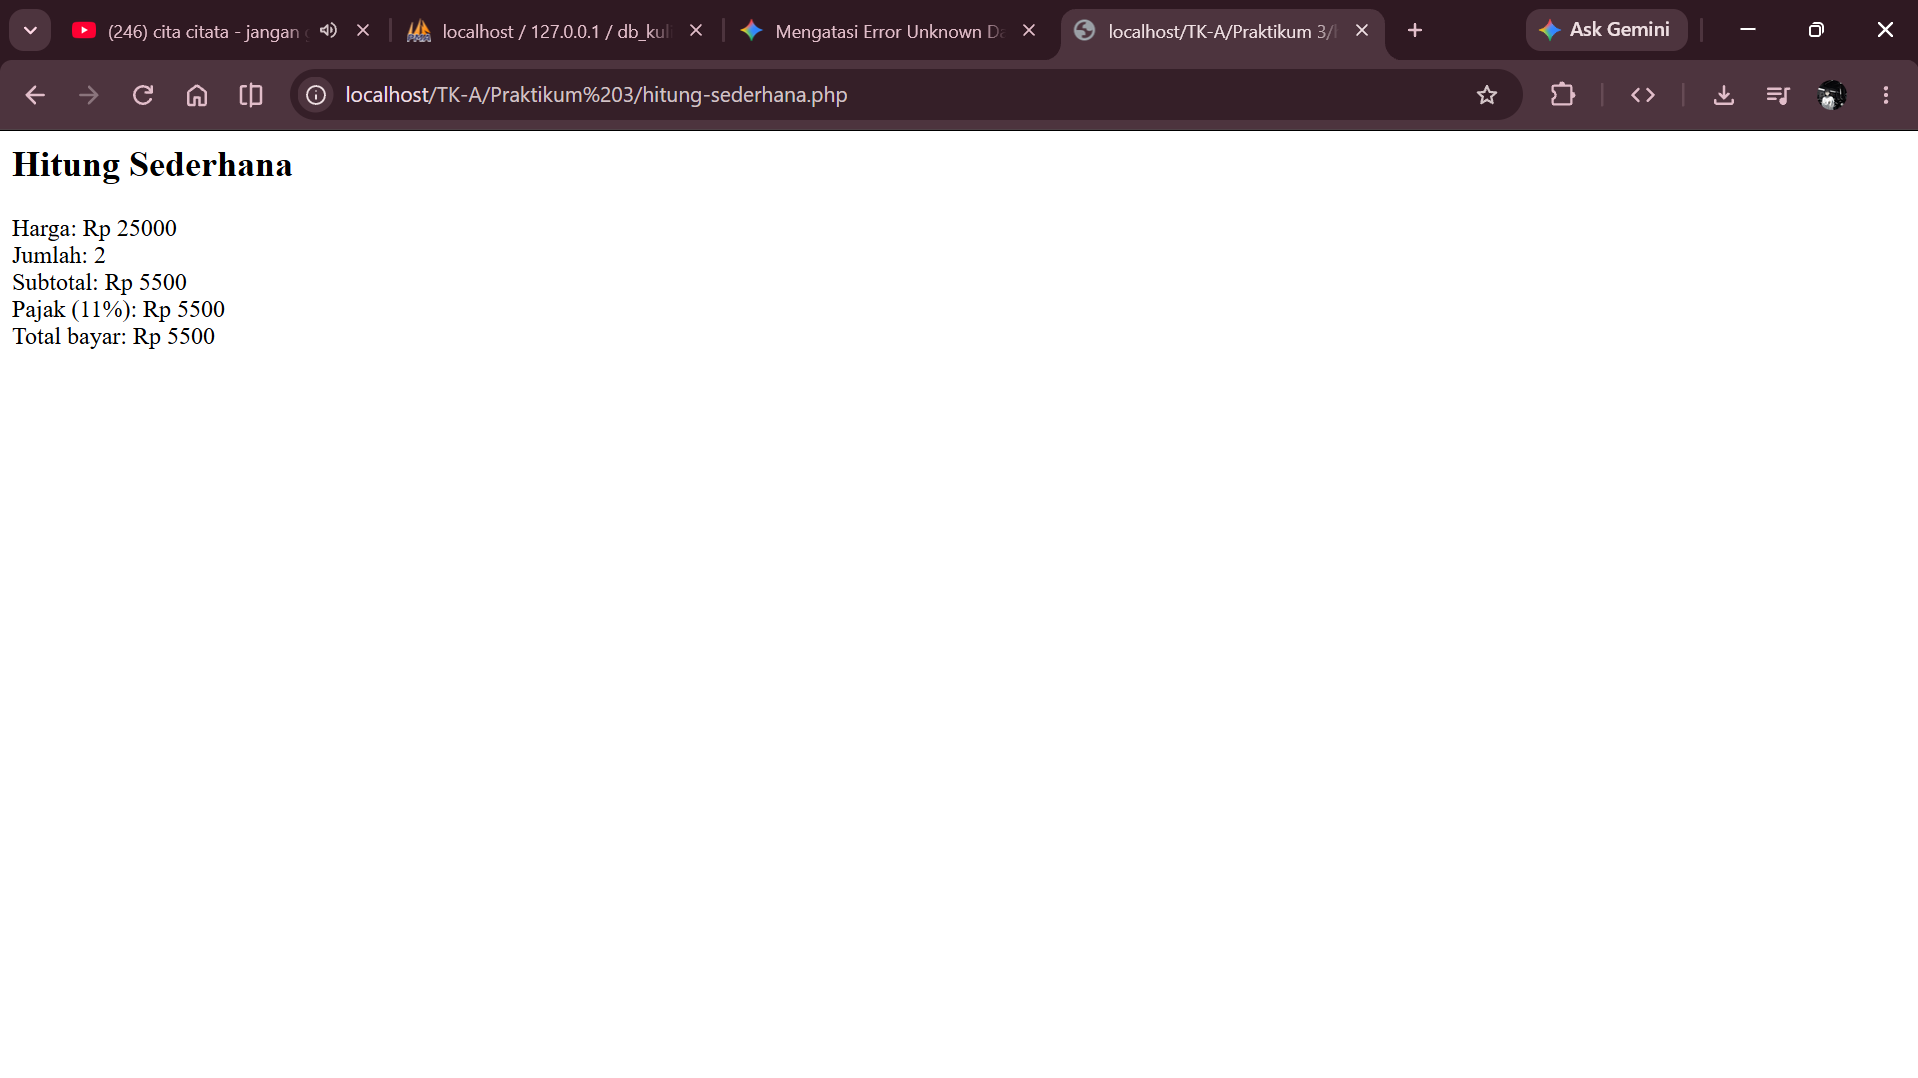 (246) cita citata - jangan
localhost / 127.0.0.1 / db_kul
Mengatasi Error Unknown Da
localhost/TK-A/Praktikum 3/
Ask Gemini
localhost/TK-A/Praktikum%203/hitung-sederhana.php
Hitung Sederhana
Harga: Rp 25000
Jumlah: 2
Subtotal: Rp 5500
Pajak (11%): Rp 5500
Total bayar: Rp 5500